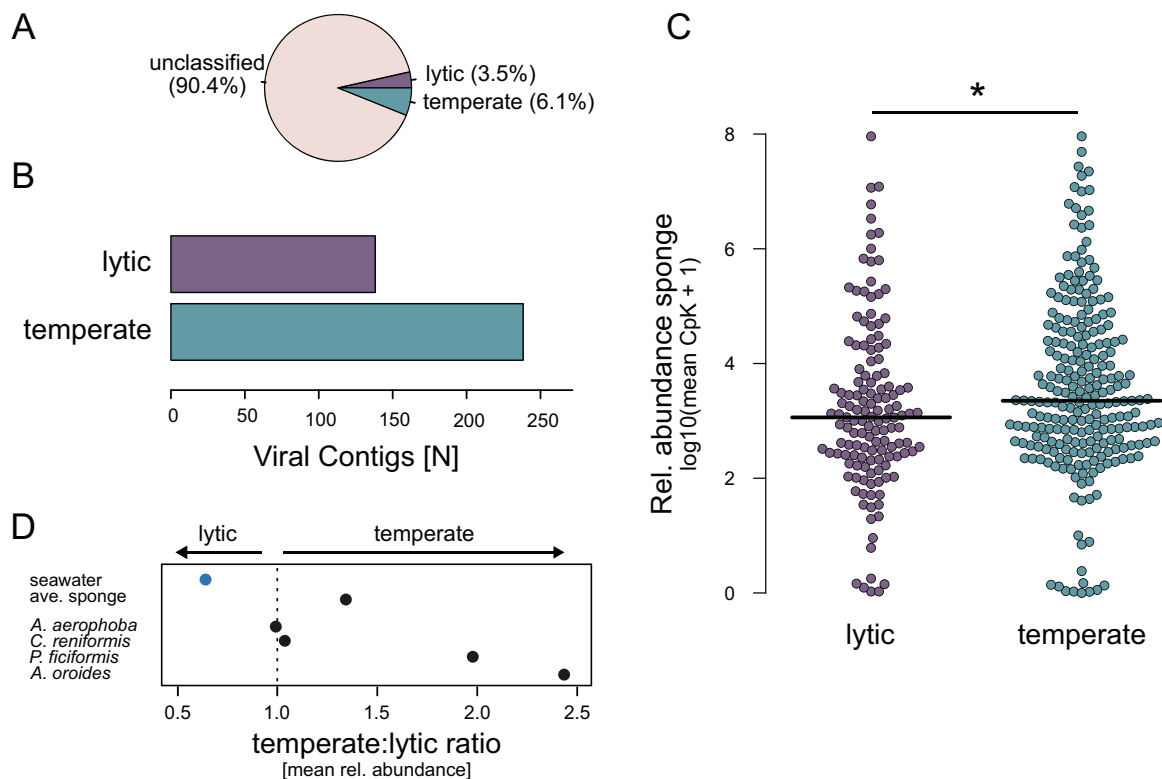 A
unclassified
(90.4%)
lytic (3.5%)
temperate (6.1%)
B
lytic
temperate
0 50 100 150 200 250
Viral Contigs [N]
C
*
8
6
4
2
0
Rel. abundance sponge
log10(mean CpK + 1)
lytic temperate
D
lytic temperate
seawater
ave. sponge
A. aerophoba
C. reniformis
P. ficiformis
A. oroides
0.5 1.0 1.5 2.0 2.5
temperate:lytic ratio
[mean rel. abundance]